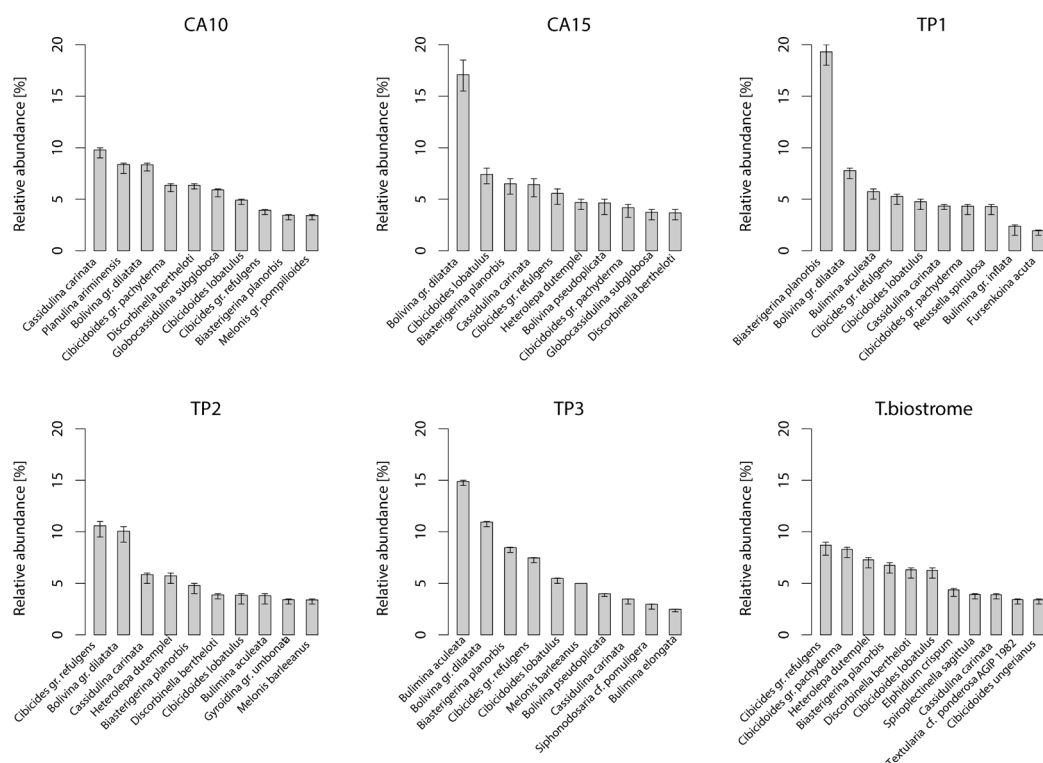 CA10
Relative abundance [%]
0
5
10
15
20
Cassidulina carinata
Planulina ariminensis
Bolivina gr. dilatata
Cibicidoides gr. pachyderma
Discorbinella bertheloti
Globocassidulina subglobosa
Cibicidoides lobatulus
Cibicides gr. refulgens
Biasterigerina planorbis
Melonis gr. pompilioides
CA15
Relative abundance [%]
0
5
10
15
20
Bolivina gr. dilatata
Cibicidoides lobatulus
Biasterigerina planorbis
Cassidulina carinata
Cibicides gr. refulgens
Heterolepa dutemplei
Bolivina pseudoplicata
Cibicidoides gr. pachyderma
Globocassidulina subglobosa
Discorbinella bertheloti
TP1
Relative abundance [%]
0
5
10
15
20
Biasterigerina planorbis
Bolivina gr. dilatata
Bulimina aculeata
Cibicides gr. refulgens
Cibicidoides lobatulus
Cassidulina carinata
Cibicidoides gr. pachyderma
Reussella spinulosa
Bulimina gr. inflata
Fursenkoina acuta
TP2
Relative abundance [%]
0
5
10
15
20
Cibicides gr. refulgens
Bolivina gr. dilatata
Cassidulina carinata
Heterolepa dutemplei
Biasterigerina planorbis
Discorbinella bertheloti
Cibicidoides lobatulus
Bulimina aculeata
Gyroidina gr. umbonata
Melonis barleeanus
TP3
Relative abundance [%]
0
5
10
15
20
Bulimina aculeata
Bolivina gr. dilatata
Biasterigerina planorbis
Cibicides gr. refulgens
Cibicidoides lobatulus
Melonis barleeanus
Bolivina pseudoplicata
Cassidulina carinata
Siphonodosaria cf. pomuligera
Bulimina elongata
T.biostrome
Relative abundance [%]
0
5
10
15
20
Cibicides gr. refulgens
Cibicidoides gr. pachyderma
Heterolepa dutemplei
Biasterigerina planorbis
Discorbinella bertheloti
Cibicidoides lobatulus
Elphidium crispum
Spiroplectinella sagittula
Cassidulina carinata
Textularia cf. ponderosa AGIP 1982
Cibicidoides ungerianus